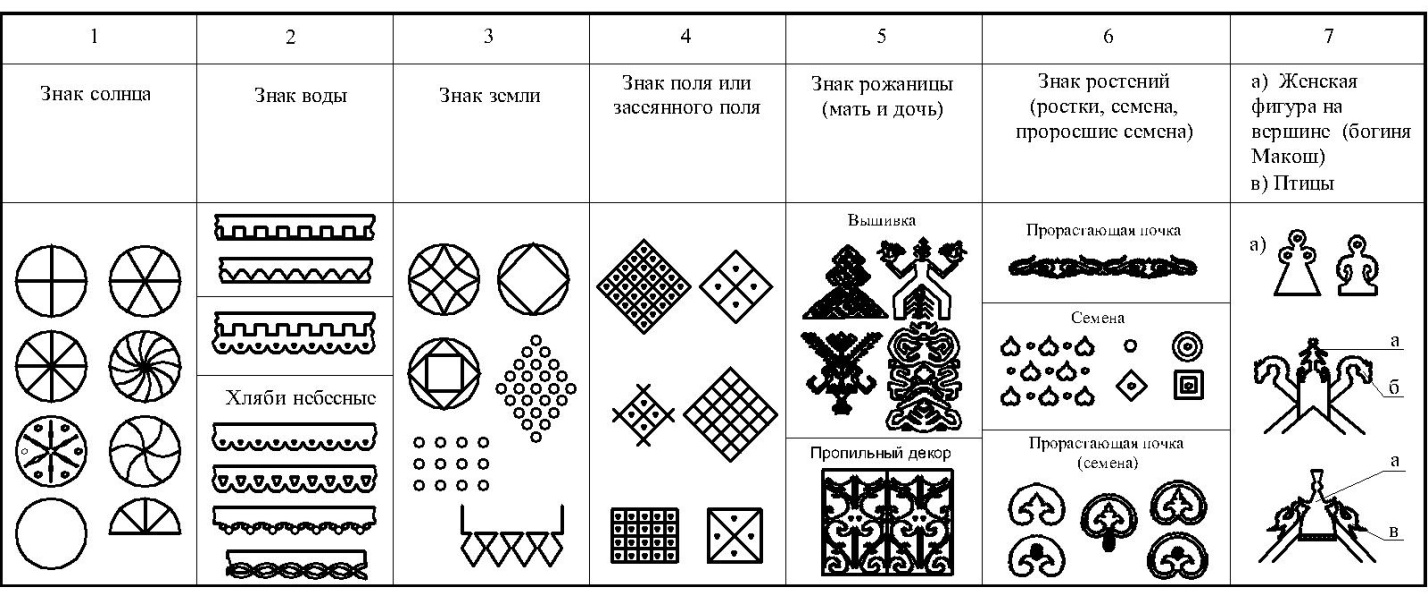 1
2
3
4
5
6
7
Знак солнца
Знак воды
Знак земли
Знак поля или
засеянного поля
Знак рожаницы
(мать и дочь)
Знак ростений
(ростки, семена,
проросшие семена)
а) Женская
фигура на
вершине (богиня
Макош)
в) Птицы
Хляби небесные
Вышивка
Пропильный декор
Прорастающая почка
Семена
Прорастающая почка
(семена)
а)
а
б
а
в